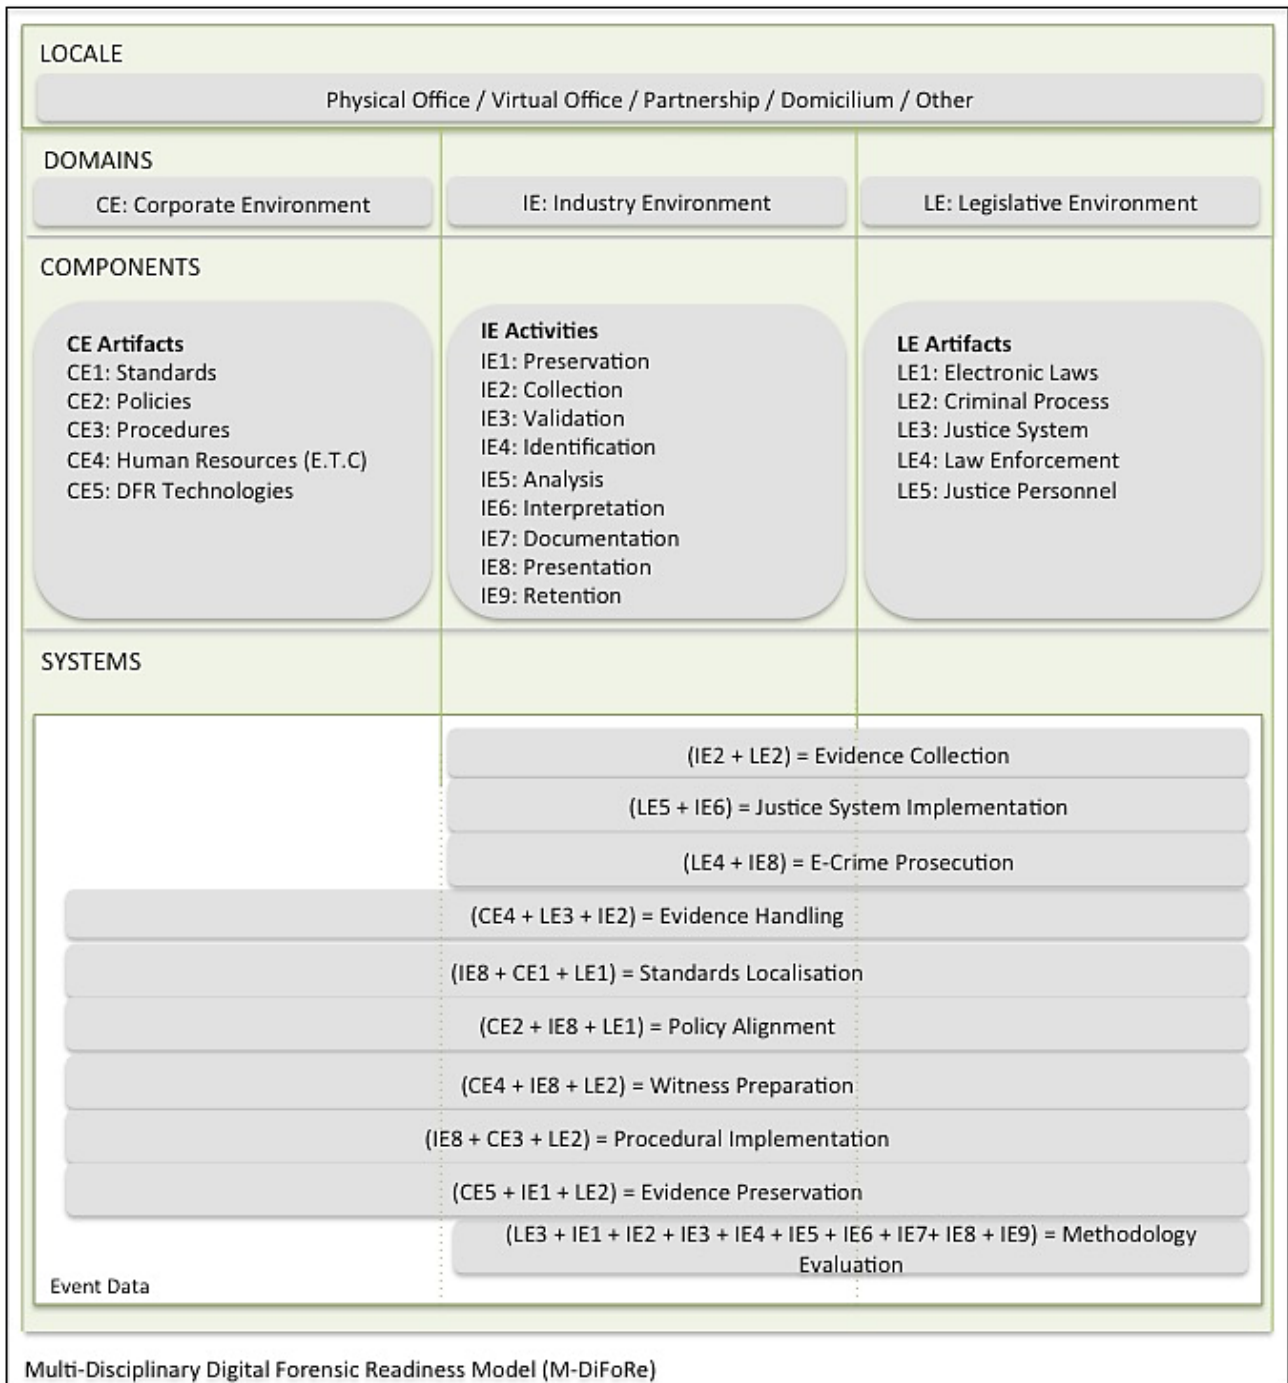 LOCALE
Physical Office / Virtual Office / Partnership / Domicilium / Other
DOMAINS
CE: Corporate Environment
IE: Industry Environment
LE: Legislative Environment
COMPONENTS
CE Artifacts
CE1: Standards
CE2: Policies
CE3: Procedures
CE4: Human Resources (E.T.C)
CE5: DFR Technologies
IE Activities
IE1: Preservation
IE2: Collection
IE3: Validation
IE4: Identification
IE5: Analysis
IE6: Interpretation
IE7: Documentation
IE8: Presentation
IE9: Retention
LE Artifacts
LE1: Electronic Laws
LE2: Criminal Process
LE3: Justice System
LE4: Law Enforcement
LE5: Justice Personnel
SYSTEMS
(IE2 + LE2) = Evidence Collection
(LE5 + IE6) = Justice System Implementation
(LE4 + IE8) = E-Crime Prosecution
(CE4 + LE3 + IE2) = Evidence Handling
(IE8 + CE1 + LE1) = Standards Localisation
(CE2 + IE8 + LE1) = Policy Alignment
(CE4 + IE8 + LE2) = Witness Preparation
(IE8 + CE3 + LE2) = Procedural Implementation
(CE5 + IE1 + LE2) = Evidence Preservation
(LE3 + IE1 + IE2 + IE3 + IE4 + IE5 + IE6 + IE7+ IE8 + IE9) = Methodology
Evaluation
Event Data
Multi-Disciplinary Digital Forensic Readiness Model (M-DiFoRe)